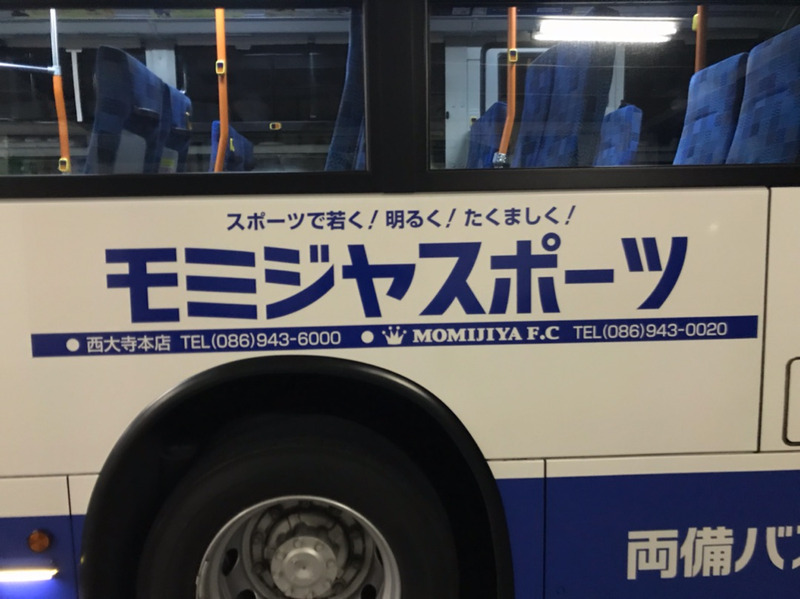 スポーツで若く!明るく!たくましく!
モミジヤスポーツ
●西大寺本店 TEL(086)943-6000 ● MOMIJIYA F.C TEL(086)943-0020
両備バス